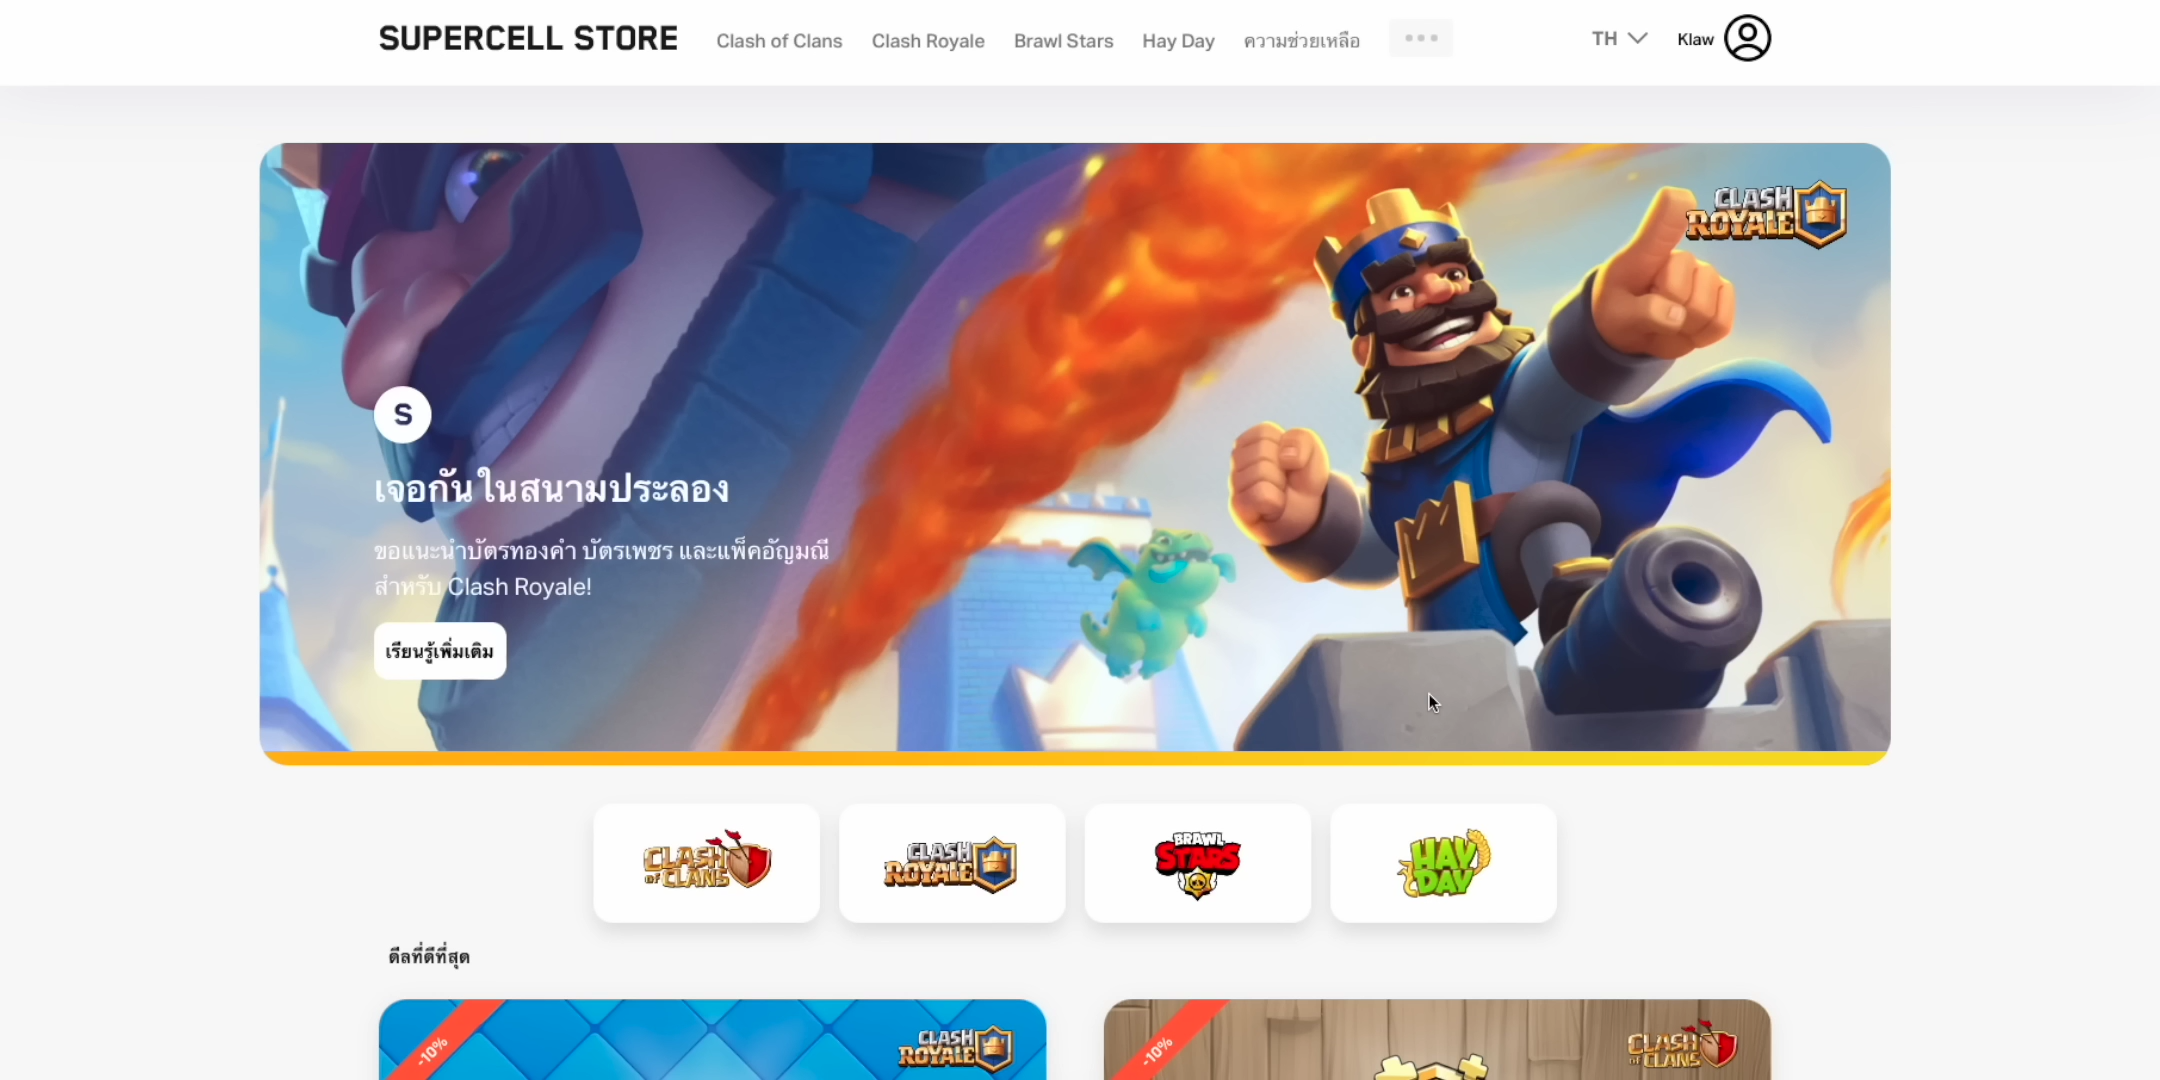 SUPERCELL STORE
Clash of Clans
Clash Royale
Brawl Stars
Hay Day
ความช่วยเหลือ
TH
Klaw
CLASH
ROYALE
S
เจอกันในสนามประลอง
ขอแนะนำบัตรทองคำ บัตรเพชร และแพ็คอัญมณี
สำหรับ Clash Royale!
เรียนรู้เพิ่มเติม
CLASH
OF CLANS
CLASH
ROYALE
BRAWL
STARS
HAY
DAY
ดีลที่ดีที่สุด
-10%
CLASH
ROYALE
-10%
CLASH
OF CLANS